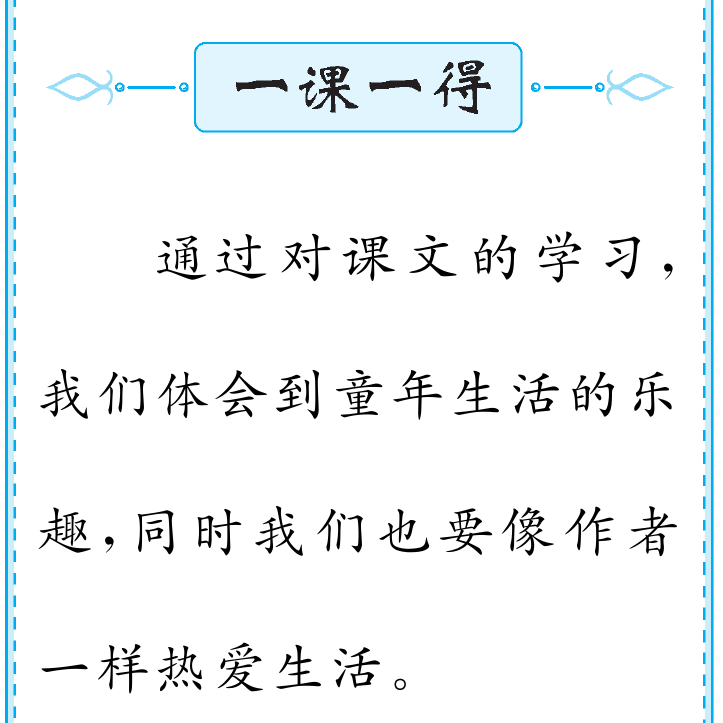 一课一得
通过对课文的学习，
我们体会到童年生活的乐
趣，同时我们也要像作者
一样热爱生活。